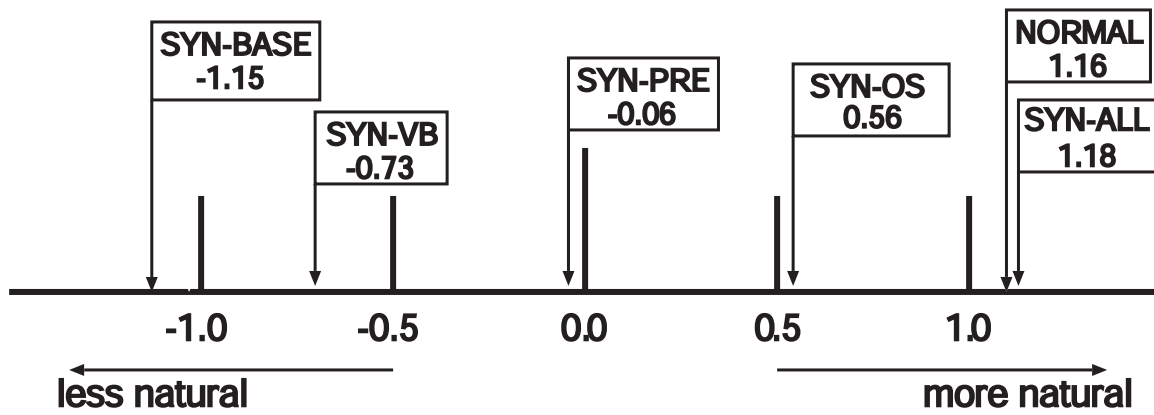 SYN-BASE
-1.15
SYN-VB
-0.73
SYN-PRE
-0.06
SYN-OS
0.56
NORMAL
1.16
SYN-ALL
1.18
-1.0 -0.5 0.0 0.5 1.0
less natural more natural